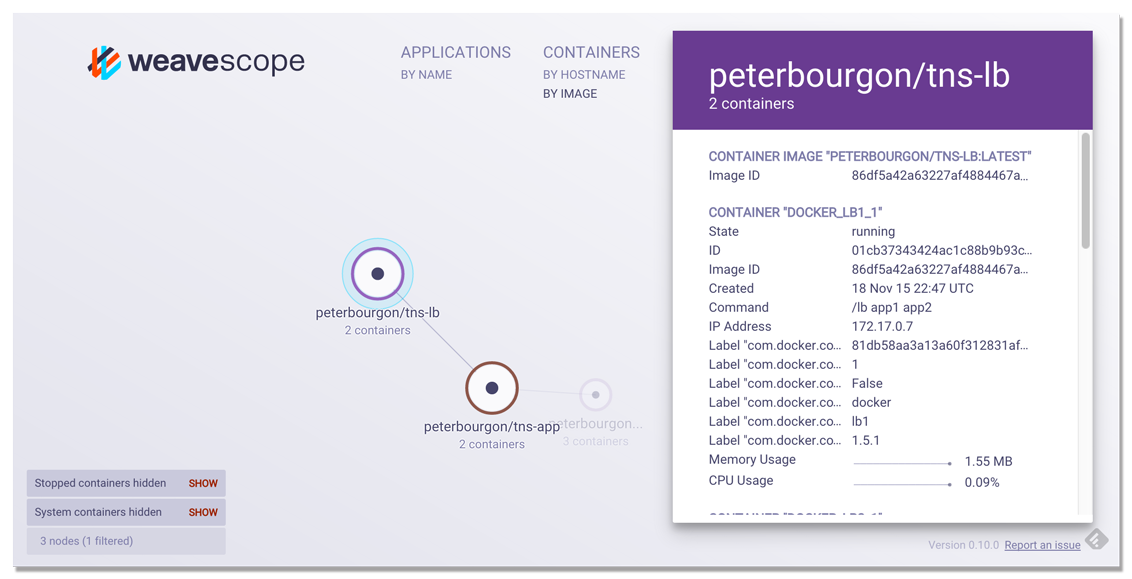 weavescope
APPLICATIONS
BY NAME
CONTAINERS
BY HOSTNAME
BY IMAGE
peterbourgon/tns-lb
2 containers
peterbourgon/tns-app
2 containers
eterbourgon...
3 containers
Stopped containers hidden SHOW
System containers hidden SHOW
3 nodes (1 filtered)
peterbourgon/tns-lb
2 containers
CONTAINER IMAGE "PETERBOURGON/TNS-LB:LATEST"
Image ID 86df5a42a63227af4884467a...
CONTAINER "DOCKER_LB1_1"
State running
ID 01cb37343424ac1c88b9b93c...
Image ID 86df5a42a63227af4884467a...
Created 18 Nov 15 22:47 UTC
Command /lb app1 app2
IP Address 172.17.0.7
Label "com.docker.co... 81db58aa3a13a60f312831af...
Label "com.docker.co... 1
Label "com.docker.co... False
Label "com.docker.co... docker
Label "com.docker.co... lb1
Label "com.docker.co... 1.5.1
Memory Usage 1.55 MB
CPU Usage 0.09%
Version 0.10.0 Report an issue